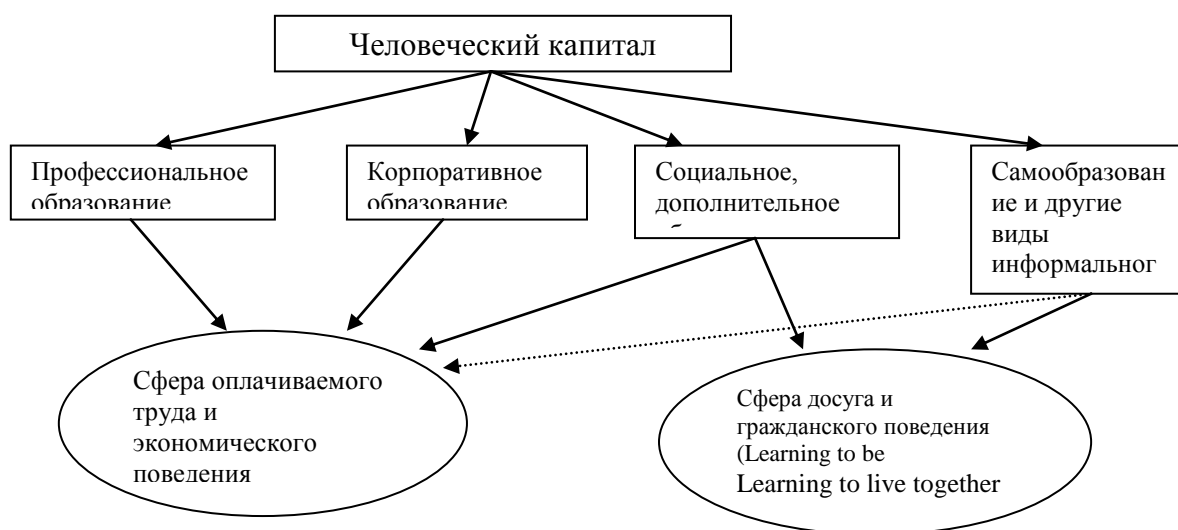 Человеческий капитал
Профессиональное
образование
Корпоративное
образование
Социальное,
дополнительное
Самообразован
ие и другие
виды
информальног
Сфера оплачиваемого
труда и
экономического
поведения
Сфера досуга и
гражданского поведения
(Learning to be
Learning to live together